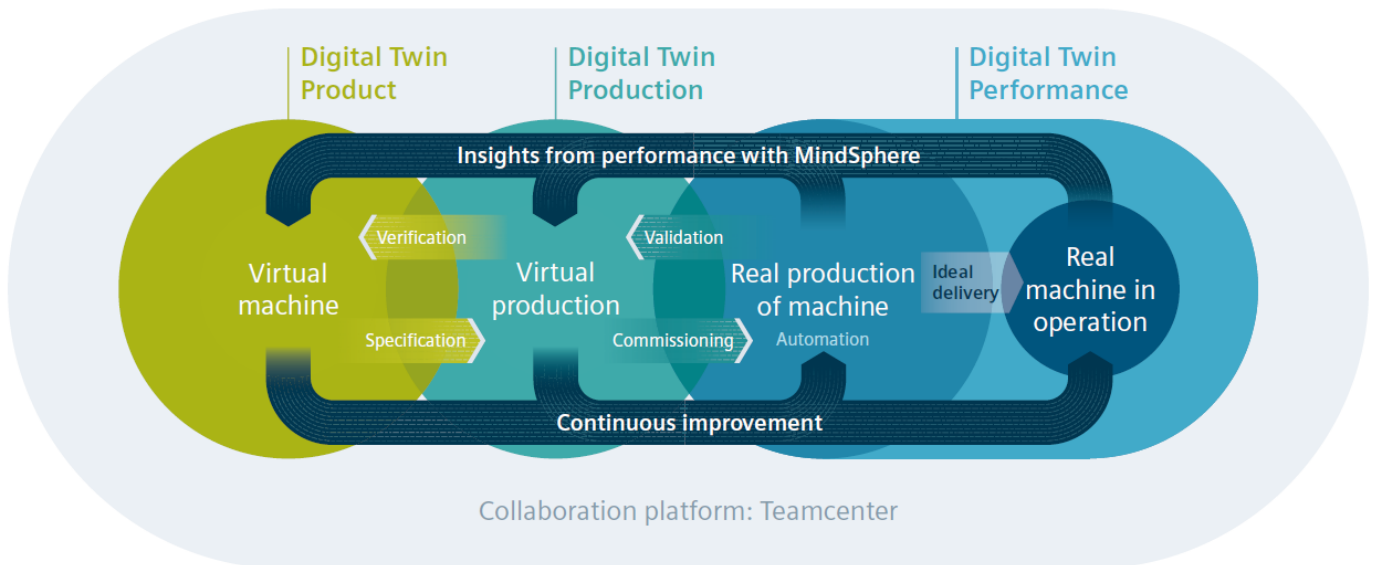 Digital Twin
Product
Digital Twin
Production
Digital Twin
Performance
Insights from performance with MindSphere
Verification
Validation
Virtual
machine
Virtual
production
Real production
of machine
Automation
Ideal
delivery
Real
machine in
operation
Specification
Commissioning
Continuous improvement
Collaboration platform: Teamcenter